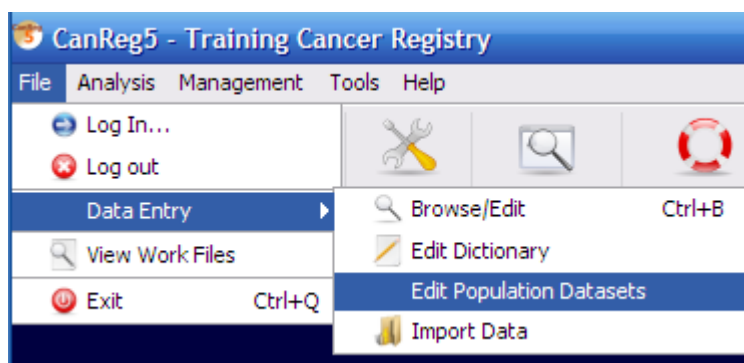 CanReg5 - Training Cancer Registry
File Analysis Management Tools Help
Log In...
Log out
Data Entry
Browse/Edit Ctrl+B
View Work Files
Edit Dictionary
Edit Population Datasets
Exit Ctrl+Q
Import Data